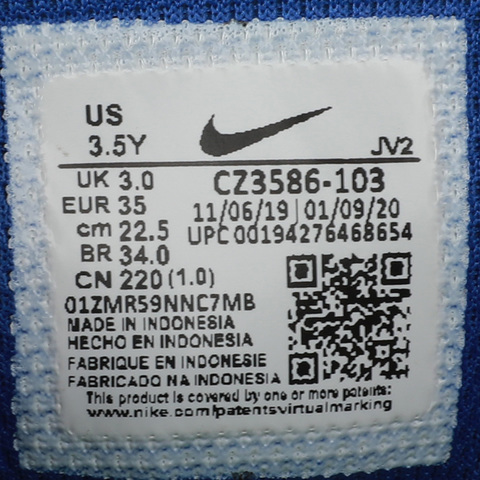 US
3.5Y
JV2
UK 3.0
EUR 35
cm 22.5
BR 34.0
CN 220 (1.0)
CZ3586-103
11/06/19 | 01/09/20
UPC 00194276468654
01ZMR59NNC7MB
MADE IN INDONESIA
HECHO EN INDONESIA
FABRIQUE EN INDONESIE
FABRICADO NA INDONESIA
This product is covered by one or more patents:
www.nike.com/patentsvirtualmarking